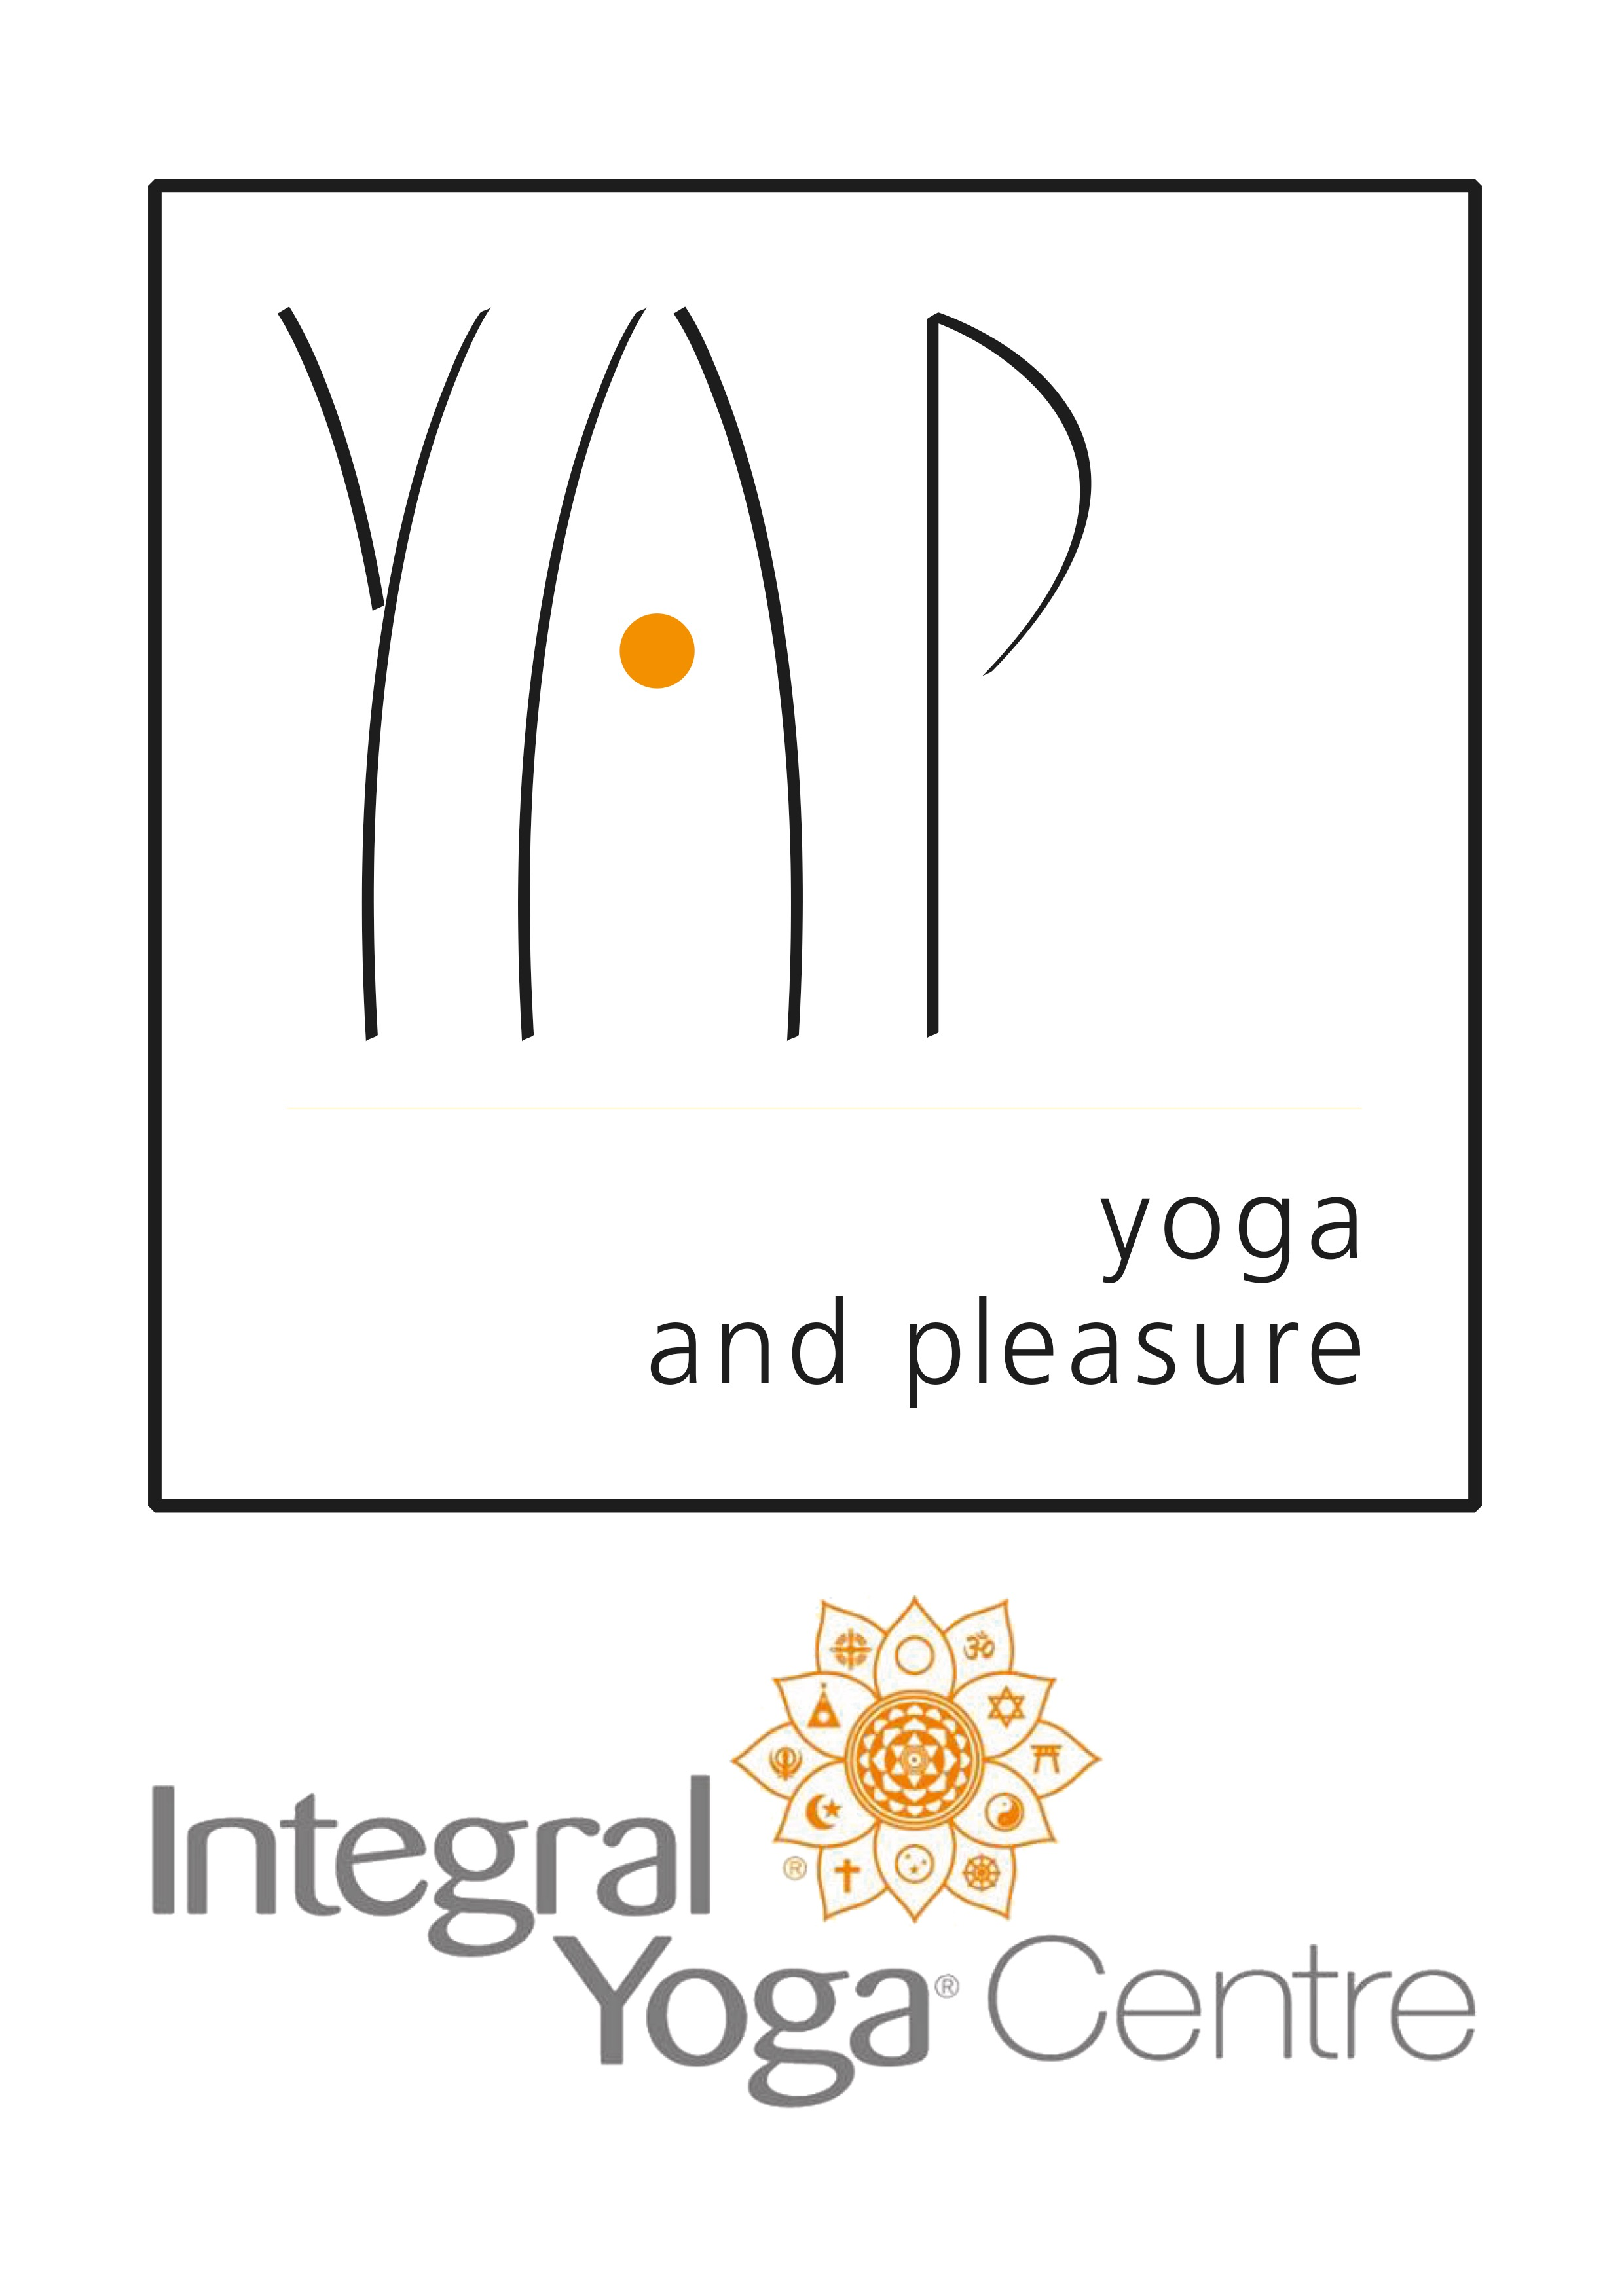 YAP
yoga
and pleasure
ॐ
®
Integral
Yoga® Centre